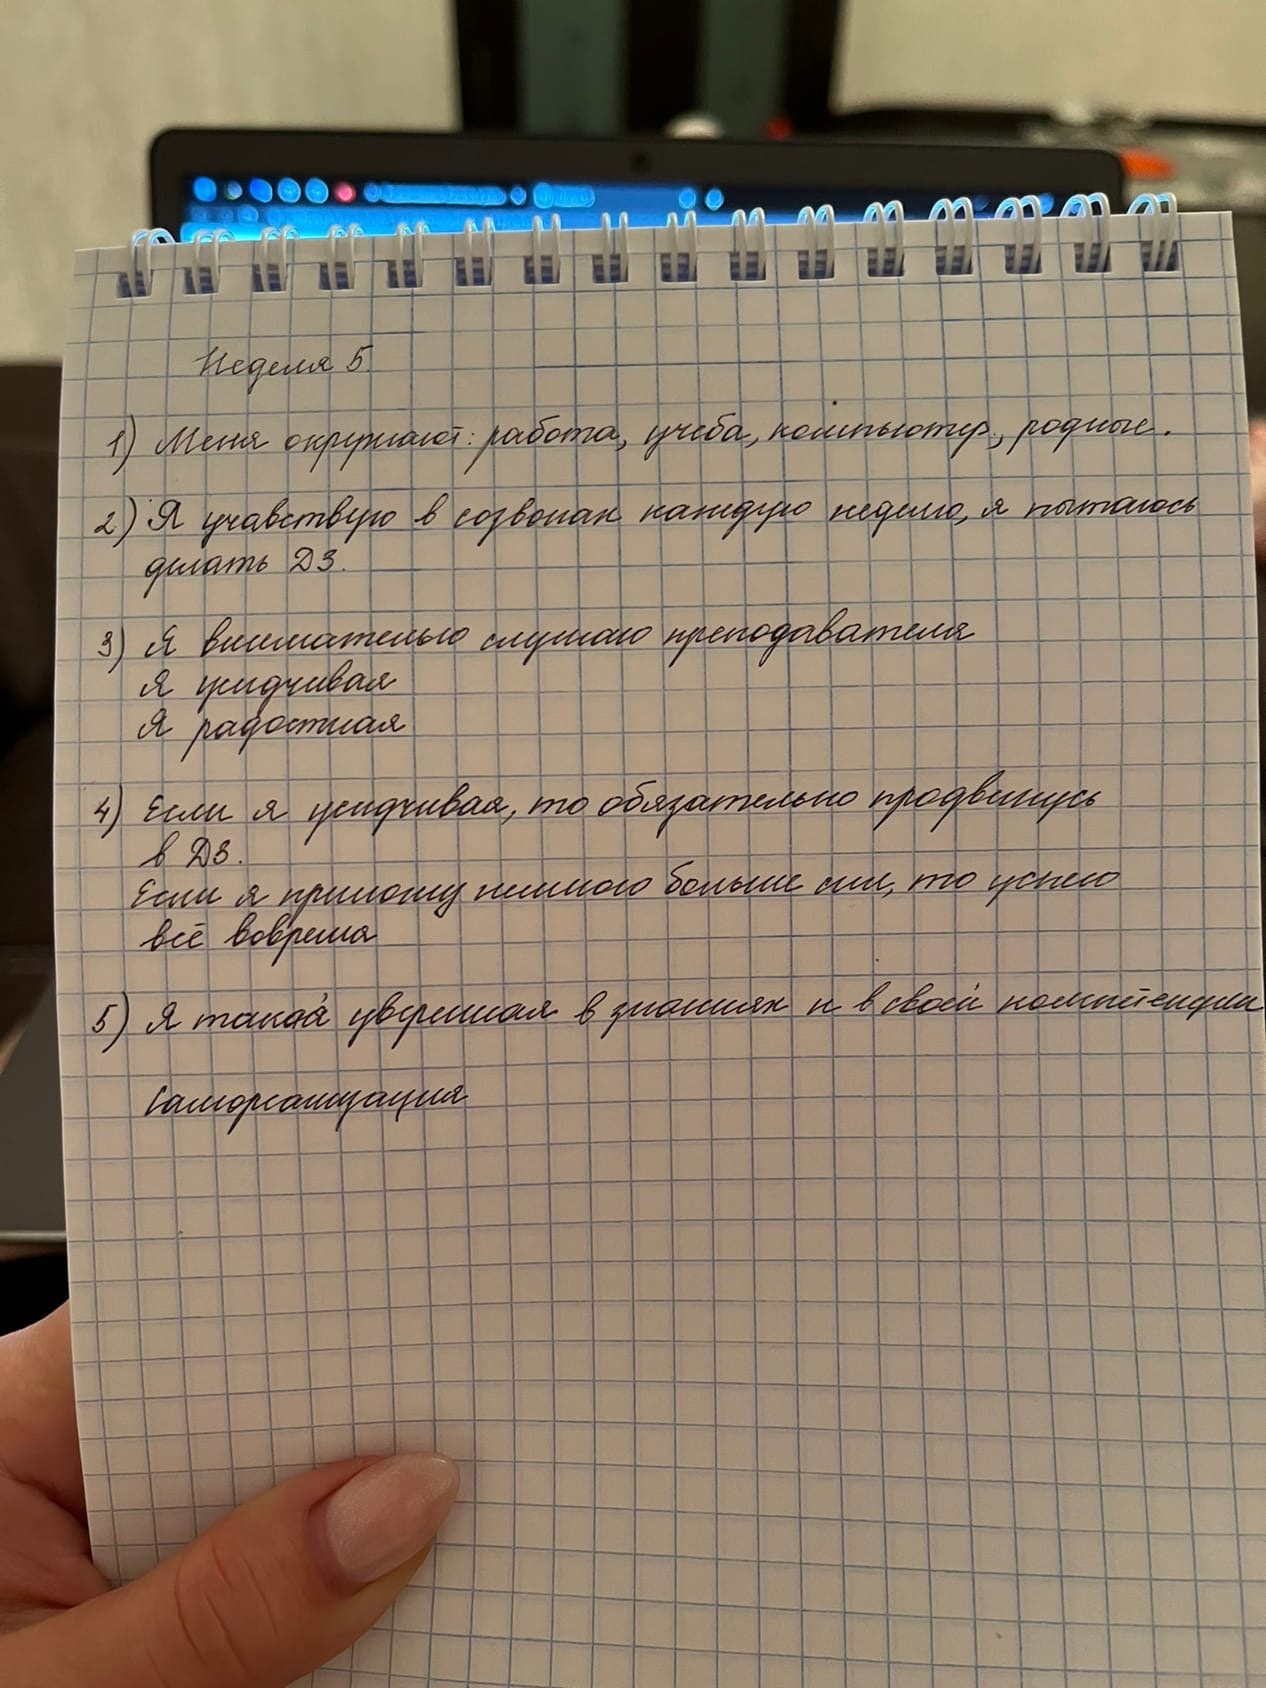 Неделя 5.
1) Меня окружают: работа, учеба, компьютер, родные.
2) Я учавствую в созвонах каждую неделю, я пытаюсь
делать ДЗ.
3) Я внимательно слушаю преподавателя
Я усидчивая
Я радостная
4) Если я усидчивая, то обязательно продвинусь
в ДЗ.
Если я приложу немного больше сил, то успею
всё вовремя
5) Я такая уверенная в знаниях и в своей компетенции
Самореализация